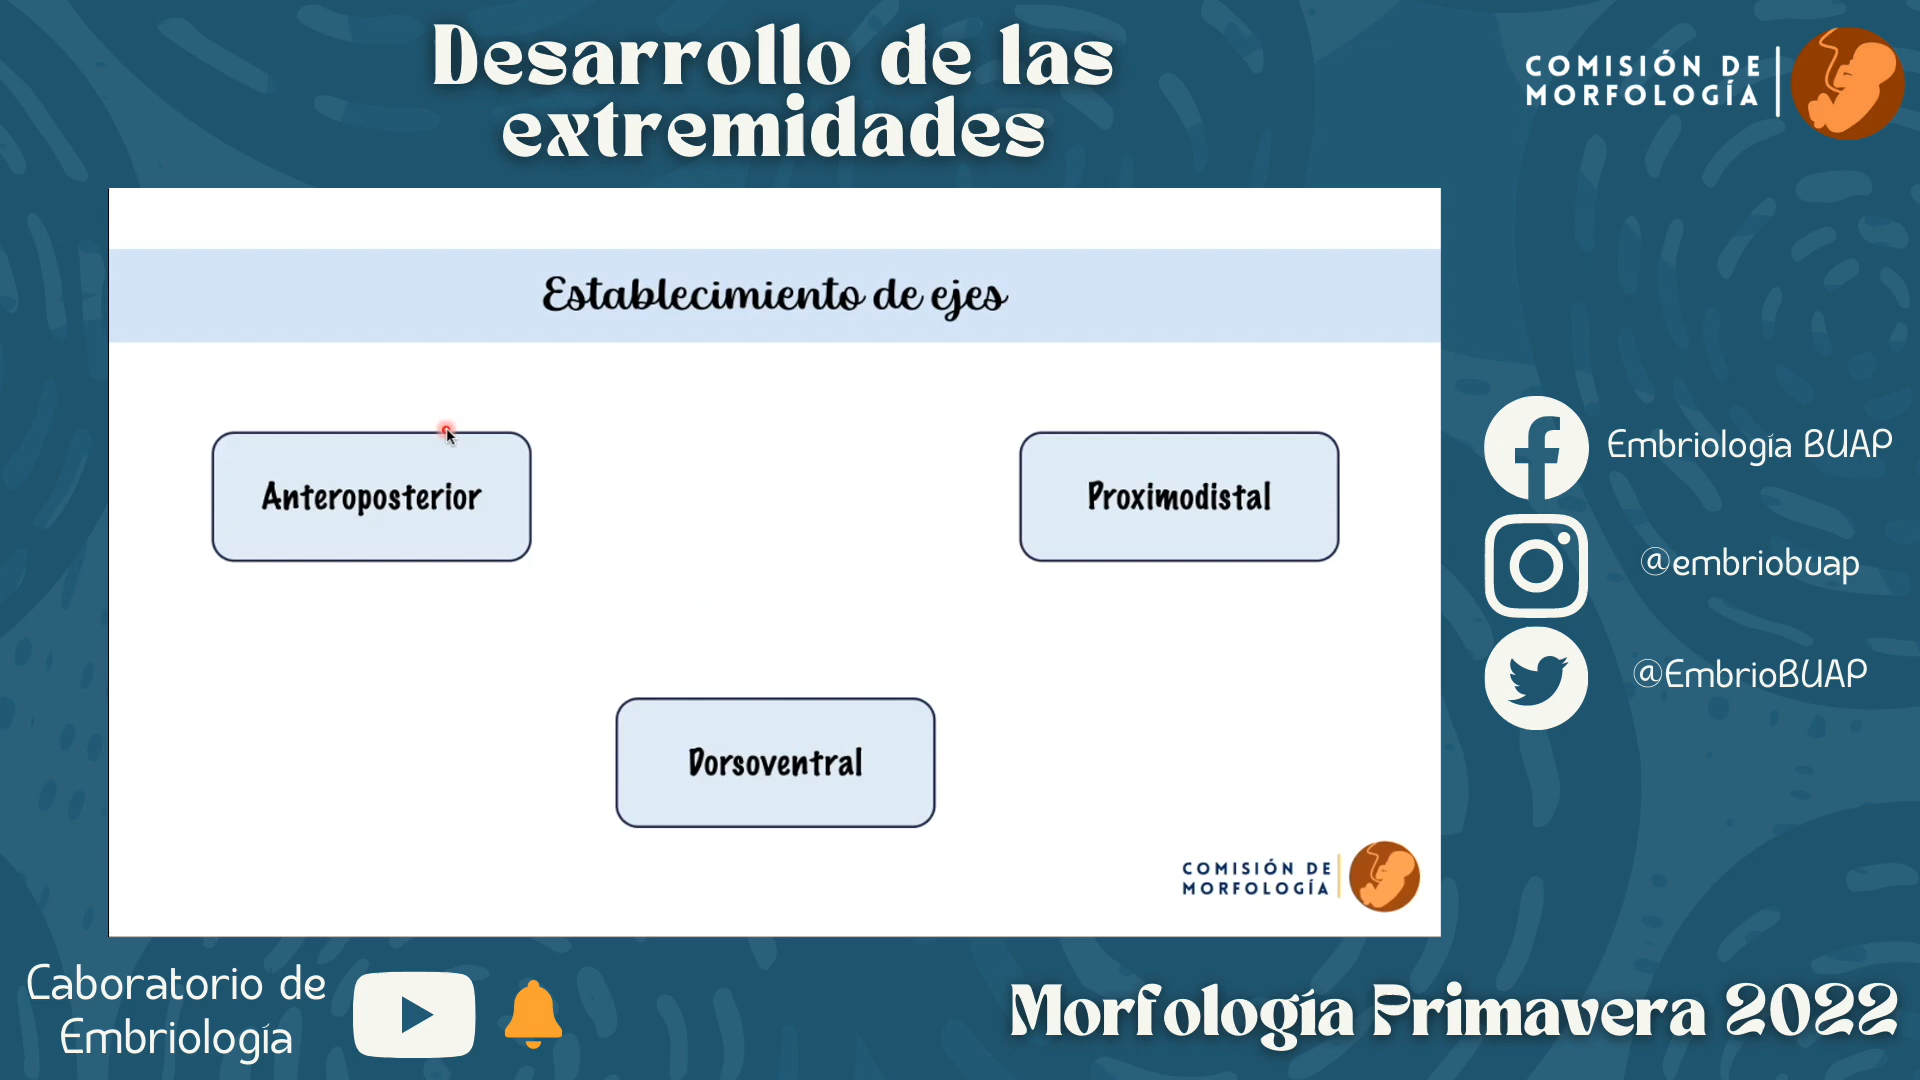 Desarrollo de las
extremidades
COMISIÓN DE
MORFOLOGÍA
Establecimiento de ejes
Anteroposterior
Proximodistal
Dorsoventral
COMISIÓN DE
MORFOLOGÍA
Embriología BUAP
@embriobuap
@EmbrioBUAP
Laboratorio de
Embriología
Morfología Primavera 2022